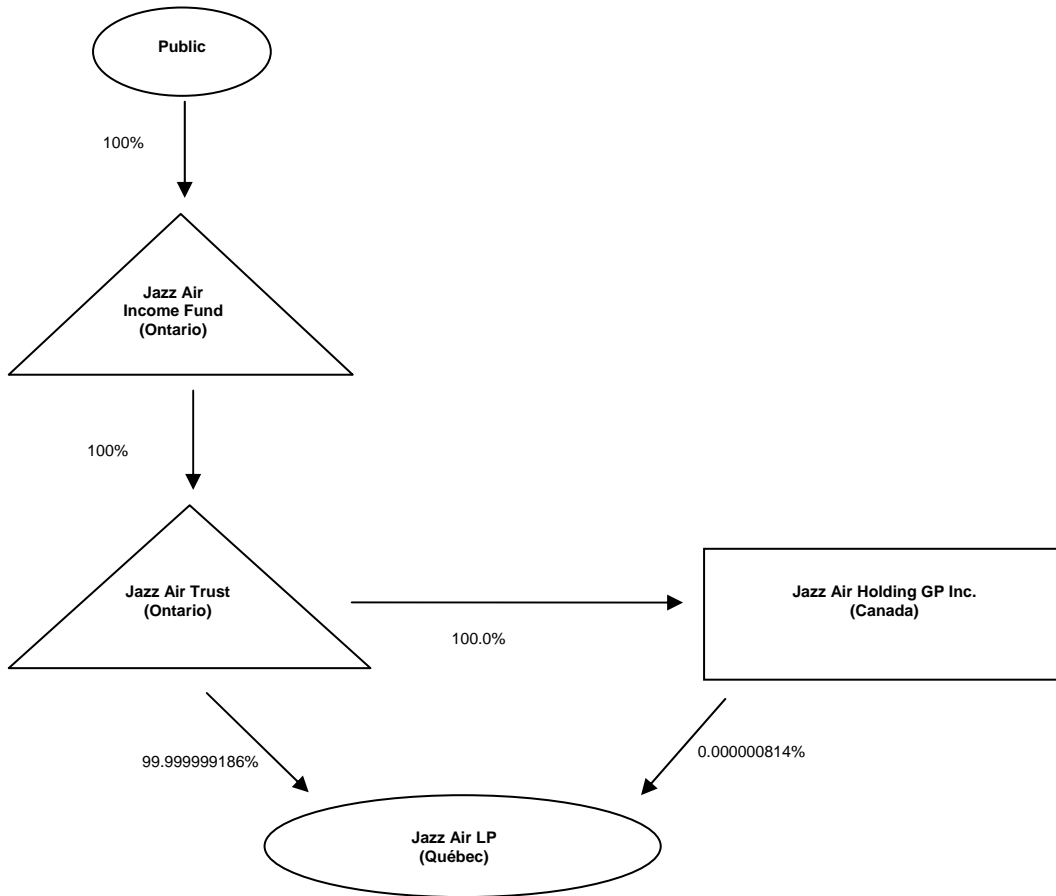 Public
100%
Jazz Air
Income Fund
(Ontario)
100%
Jazz Air Trust
(Ontario)
100.0%
Jazz Air Holding GP Inc.
(Canada)
99.999999186%
0.000000814%
Jazz Air LP
(Québec)